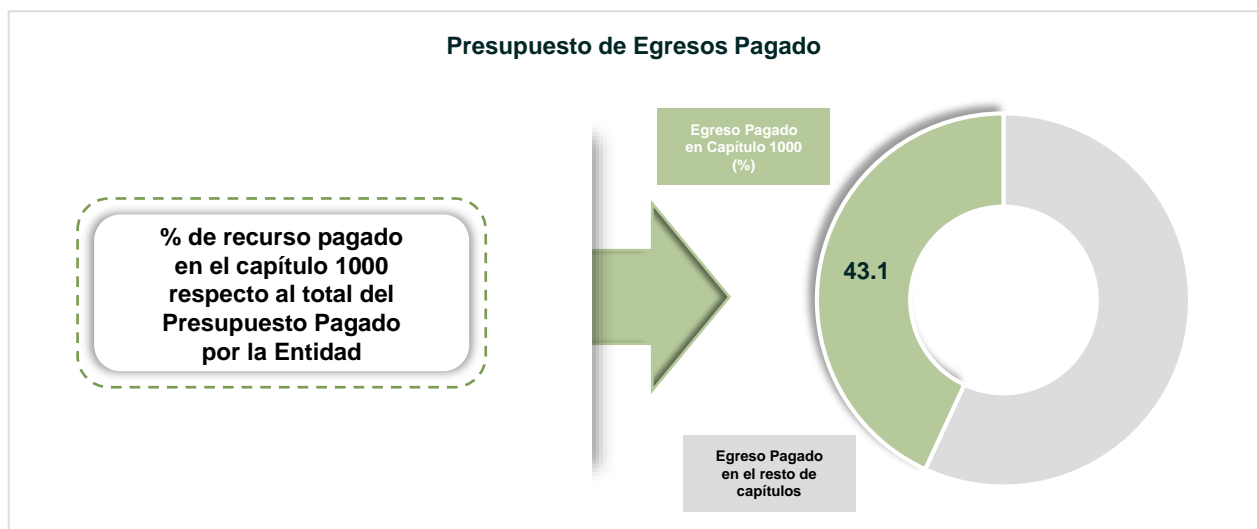 Presupuesto de Egresos Pagado
Egreso Pagado
en Capítulo 1000
(%)
% de recurso pagado
en el capítulo 1000
respecto al total del
Presupuesto Pagado
por la Entidad
43.1
Egreso Pagado
en el resto de
capítulos